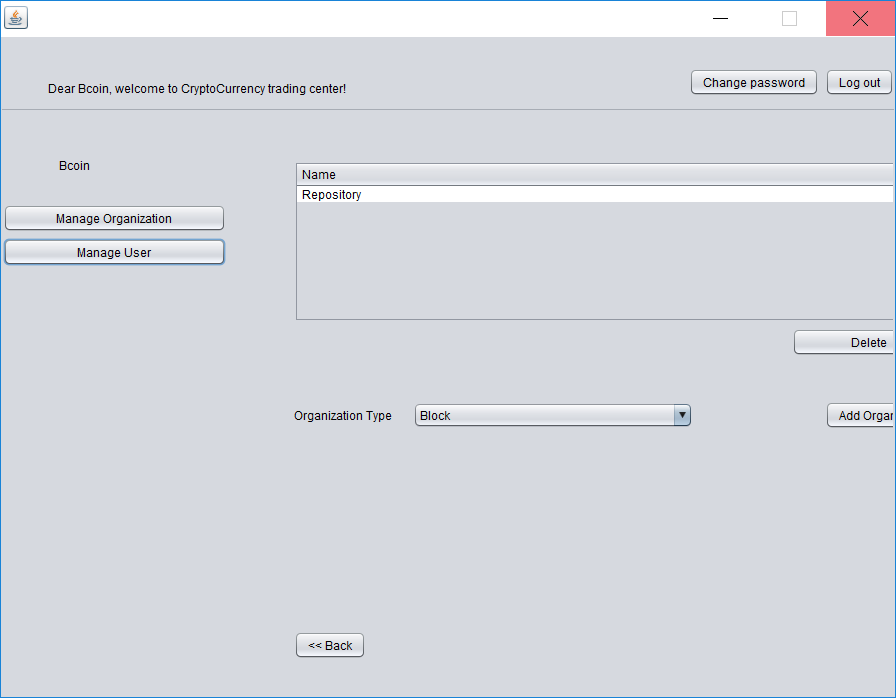 Dear Bcoin, welcome to CryptoCurrency trading center!
Change password
Log out
Bcoin
Name
Repository
Manage Organization
Manage User
Delete
Organization Type
Block
Add Organ
<< Back